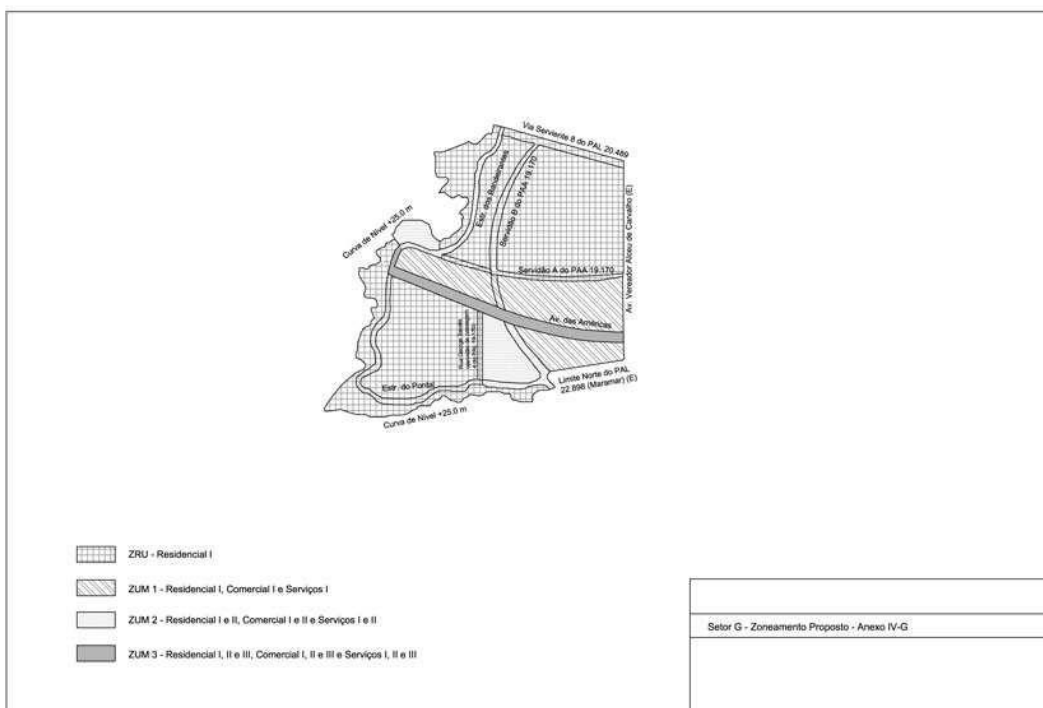 Via Serviente 8 do PAL 20.489
Estr. dos Bandeirantes
Servidão B do PAA 19.170
Curva de Nível +25.0 m
Servidão A do PAA 19.170
Av. Vereador Alceu de Carvalho (E)
Av. das Américas
Estr. do Pontal
Limite Norte do PAL
22.898 (Maramar) (E)
Curva de Nível +25.0 m
ZRU - Residencial I
ZUM 1 - Residencial I, Comercial I e Serviços I
ZUM 2 - Residencial I e II, Comercial I e II e Serviços I e II
ZUM 3 - Residencial I, II e III, Comercial I, II e III e Serviços I, II e III
Setor G - Zoneamento Proposto - Anexo IV-G